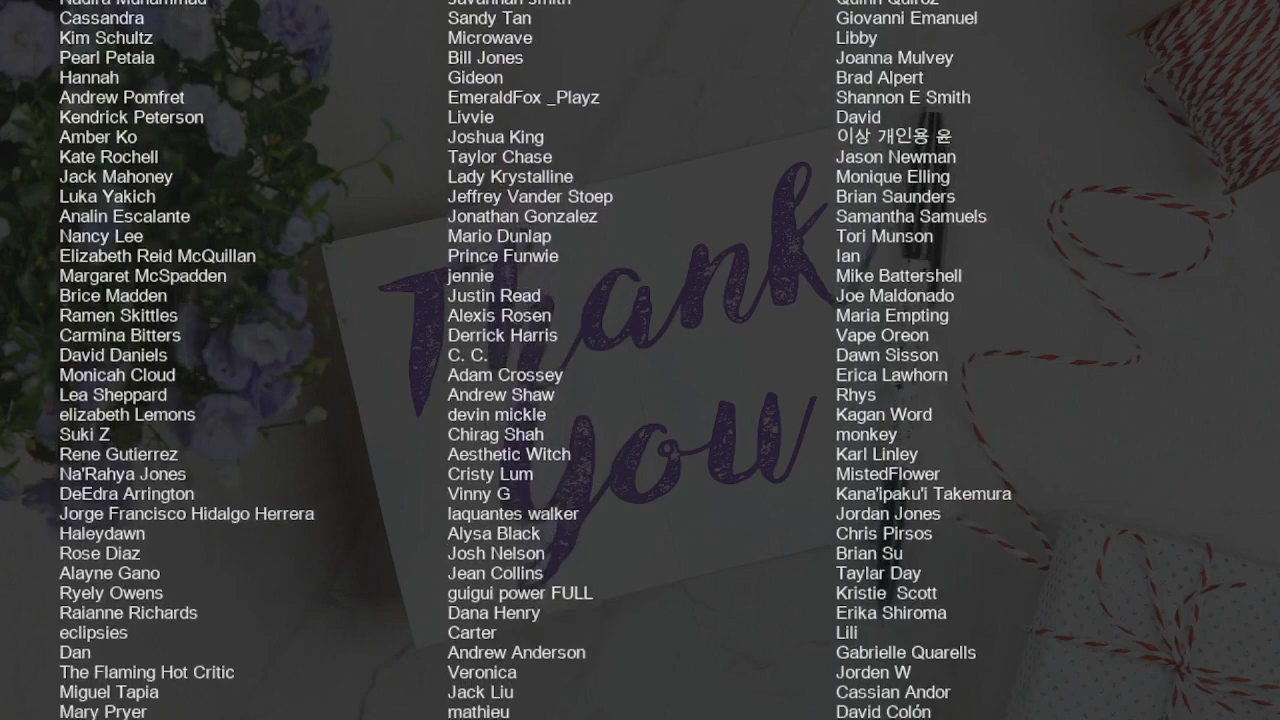 Nadira Muhammad
Cassandra
Kim Schultz
Pearl Petaia
Hannah
Andrew Pomfret
Kendrick Peterson
Amber Ko
Kate Rochell
Jack Mahoney
Luka Yakich
Analin Escalante
Nancy Lee
Elizabeth Reid McQuillan
Margaret McSpadden
Brice Madden
Ramen Skittles
Carmina Bitters
David Daniels
Monicah Cloud
Lea Sheppard
elizabeth Lemons
Suki Z
Rene Gutierrez
Na'Rahya Jones
DeEdra Arrington
Jorge Francisco Hidalgo Herrera
Haleydawn
Rose Diaz
Alayne Gano
Ryely Owens
Raianne Richards
eclipsies
Dan
The Flaming Hot Critic
Miguel Tapia
Mary Pryer
savannah smith
Sandy Tan
Microwave
Bill Jones
Gideon
EmeraldFox _Playz
Livvie
Joshua King
Taylor Chase
Lady Krystalline
Jeffrey Vander Stoep
Jonathan Gonzalez
Mario Dunlap
Prince Funwie
jennie
Justin Read
Alexis Rosen
Derrick Harris
C. C.
Adam Crossey
Andrew Shaw
devin mickle
Chirag Shah
Aesthetic Witch
Cristy Lum
Vinny G
laquantes walker
Alysa Black
Josh Nelson
Jean Collins
guigui power FULL
Dana Henry
Carter
Andrew Anderson
Veronica
Jack Liu
mathieu
Quinn Quiroz
Giovanni Emanuel
Libby
Joanna Mulvey
Brad Alpert
Shannon E Smith
David
이상 개인용 윤
Jason Newman
Monique Elling
Brian Saunders
Samantha Samuels
Tori Munson
Ian
Mike Battershell
Joe Maldonado
Maria Empting
Vape Oreon
Dawn Sisson
Erica Lawhorn
Rhys
Kagan Word
monkey
Karl Linley
MistedFlower
Kana'ipaku'i Takemura
Jordan Jones
Chris Pirsos
Brian Su
Taylar Day
Kristie  Scott
Erika Shiroma
Lili
Gabrielle Quarells
Jorden W
Cassian Andor
David Colón
Thank
you